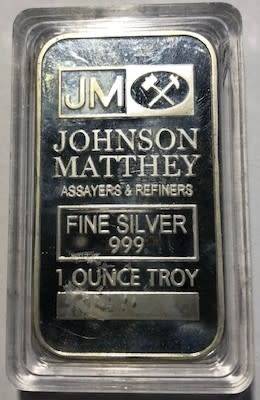 JM
JOHNSON
MATTHEY
ASSAYERS & REFINERS
FINE SILVER
999
1 OUNCE TROY